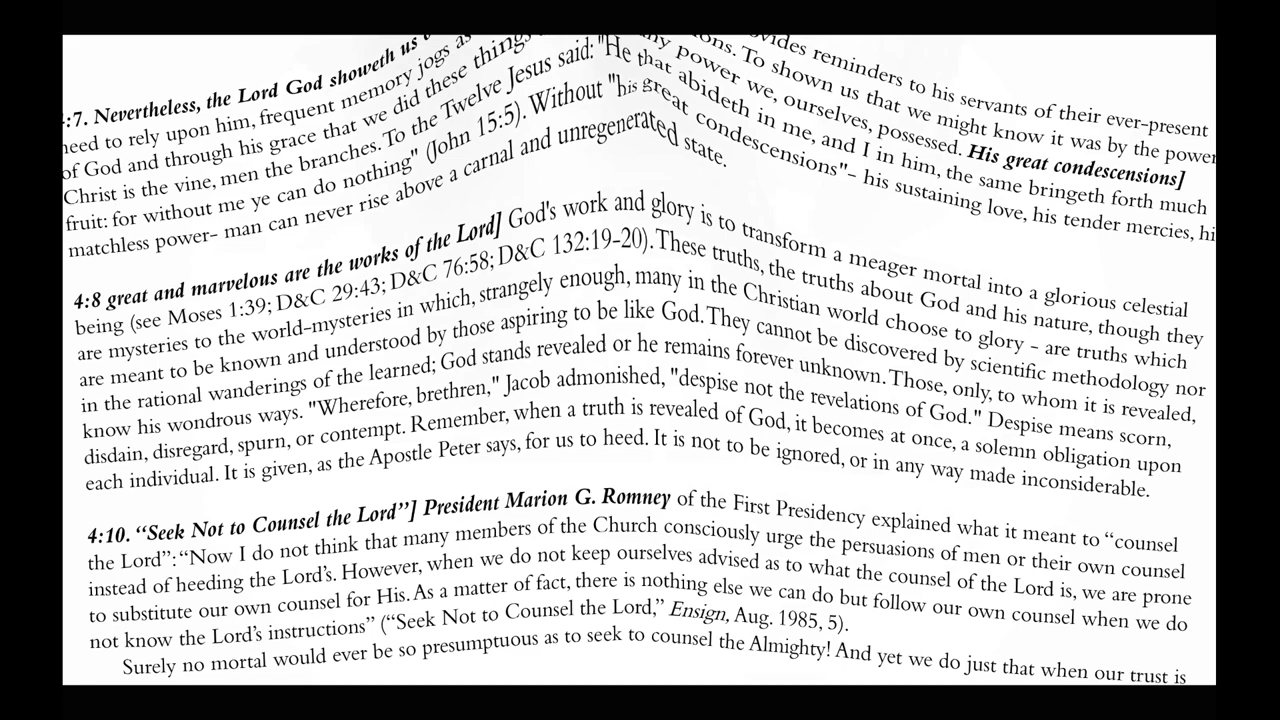 :7. Nevertheless, the Lord God showeth us vides reminders to his servants of their ever-present
need to rely upon him, frequent memory jogs as ons. To shown us that we might know it was by the power
of God and through his grace that we did these things ny power we, ourselves, possessed. His great condescensions]
Christ is the vine, men the branches. To the Twelve Jesus said: "He that abideth in me, and I in him, the same bringeth forth much
fruit: for without me ye can do nothing" (John 15:5). Without "his great condescensions"– his sustaining love, his tender mercies, hi
matchless power– man can never rise above a carnal and unregenerated state.
4:8 great and marvelous are the works of the Lord] God's work and glory is to transform a meager mortal into a glorious celestial
being (see Moses 1:39; D&C 29:43; D&C 76:58; D&C 132:19-20). These truths, the truths about God and his nature, though they
are mysteries to the world–mysteries in which, strangely enough, many in the Christian world choose to glory - are truths which
are meant to be known and understood by those aspiring to be like God. They cannot be discovered by scientific methodology nor
in the rational wanderings of the learned; God stands revealed or he remains forever unknown. Those, only, to whom it is revealed,
know his wondrous ways. "Wherefore, brethren," Jacob admonished, "despise not the revelations of God." Despise means scorn,
disdain, disregard, spurn, or contempt. Remember, when a truth is revealed of God, it becomes at once, a solemn obligation upon
each individual. It is given, as the Apostle Peter says, for us to heed. It is not to be ignored, or in any way made inconsiderable.
4:10. “Seek Not to Counsel the Lord”] President Marion G. Romney of the First Presidency explained what it meant to “counsel
the Lord”: “Now I do not think that many members of the Church consciously urge the persuasions of men or their own counsel
instead of heeding the Lord’s. However, when we do not keep ourselves advised as to what the counsel of the Lord is, we are prone
to substitute our own counsel for His. As a matter of fact, there is nothing else we can do but follow our own counsel when we do
not know the Lord’s instructions” (“Seek Not to Counsel the Lord,” Ensign, Aug. 1985, 5).
Surely no mortal would ever be so presumptuous as to seek to counsel the Almighty! And yet we do just that when our trust is